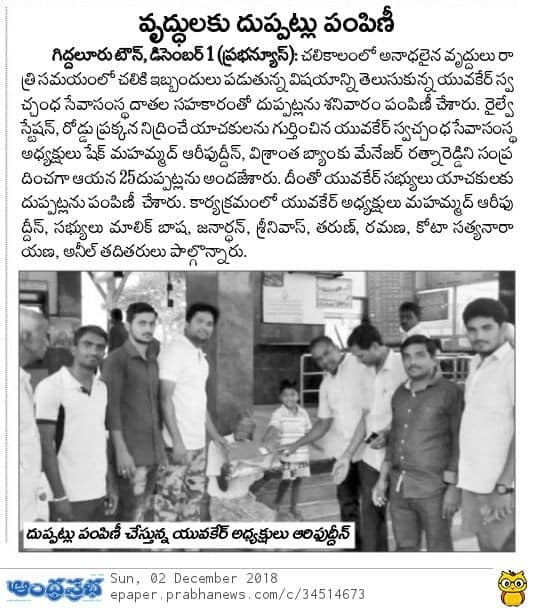 వృద్ధులకు దుప్పట్లు పంపిణీ
గిద్దలూరు టౌన్, డిసెంబర్ 1 (ప్రభన్యూస్): చలికాలంలో అనాధలైన వృద్దులు రా
త్రి సమయంలో చలికి ఇబ్బందులు పడుతున్న విషయాన్ని తెలుసుకున్న యువకేర్ స్వ
చ్ఛంధ సేవాసంస్థ దాతల సహకారంతో దుప్పట్లను శనివారం పంపిణీ చేశారు. రైల్వే
స్టేషన్, రోడ్డు ప్రక్కన నిద్రించే యాచకులను గుర్తించిన యువకేర్ స్వచ్ఛంధ సేవాసంస్థ
అధ్యక్షులు షేక్ మహమ్మద్ ఆరీపుద్దీన్, విశ్రాంత బ్యాంకు మేనేజర్ రత్నారెడ్డిని సంప్ర
దించగా ఆయన 25దుప్పట్లను అందజేశారు. దీంతో యువకేర్ సభ్యులు యాచకులకు
దుప్పట్లను పంపిణీ చేశారు. కార్యక్రమంలో యువకేర్ అధ్యక్షులు మహమ్మద్ ఆరీపు
ద్దీన్, సభ్యులు మాలిక్ బాష, జనార్ధన్, శ్రీనివాస్, తరుణ్, రమణ, కోటా సత్యనారా
యణ, అనీల్ తదితరులు పాల్గొన్నారు.
దుప్పట్లు పంపిణీ చేస్తున్న యువకేర్ అధ్యక్షులు ఆరిపుద్దీన్
ఆంధ్రప్రభ
Sun, 02 December 2018
epaper.prabhanews.com/c/34514673